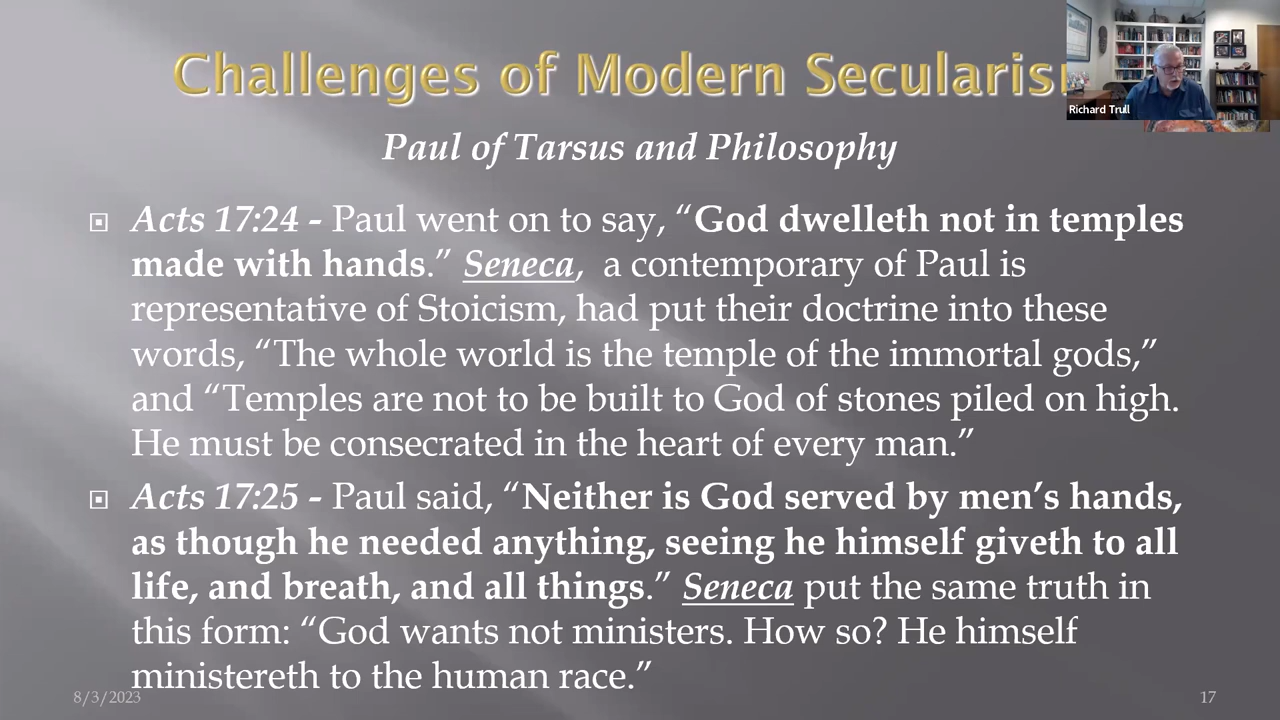 Challenges of Modern Secularis
Richard Trull
Paul of Tarsus and Philosophy
Acts 17:24 - Paul went on to say, “God dwelleth not in temples
made with hands.” Seneca, a contemporary of Paul is
representative of Stoicism, had put their doctrine into these
words, “The whole world is the temple of the immortal gods,”
and “Temples are not to be built to God of stones piled on high.
He must be consecrated in the heart of every man.”
Acts 17:25 - Paul said, “Neither is God served by men’s hands,
as though he needed anything, seeing he himself giveth to all
life, and breath, and all things.” Seneca put the same truth in
this form: “God wants not ministers. How so? He himself
ministereth to the human race.”
8/3/2023
17